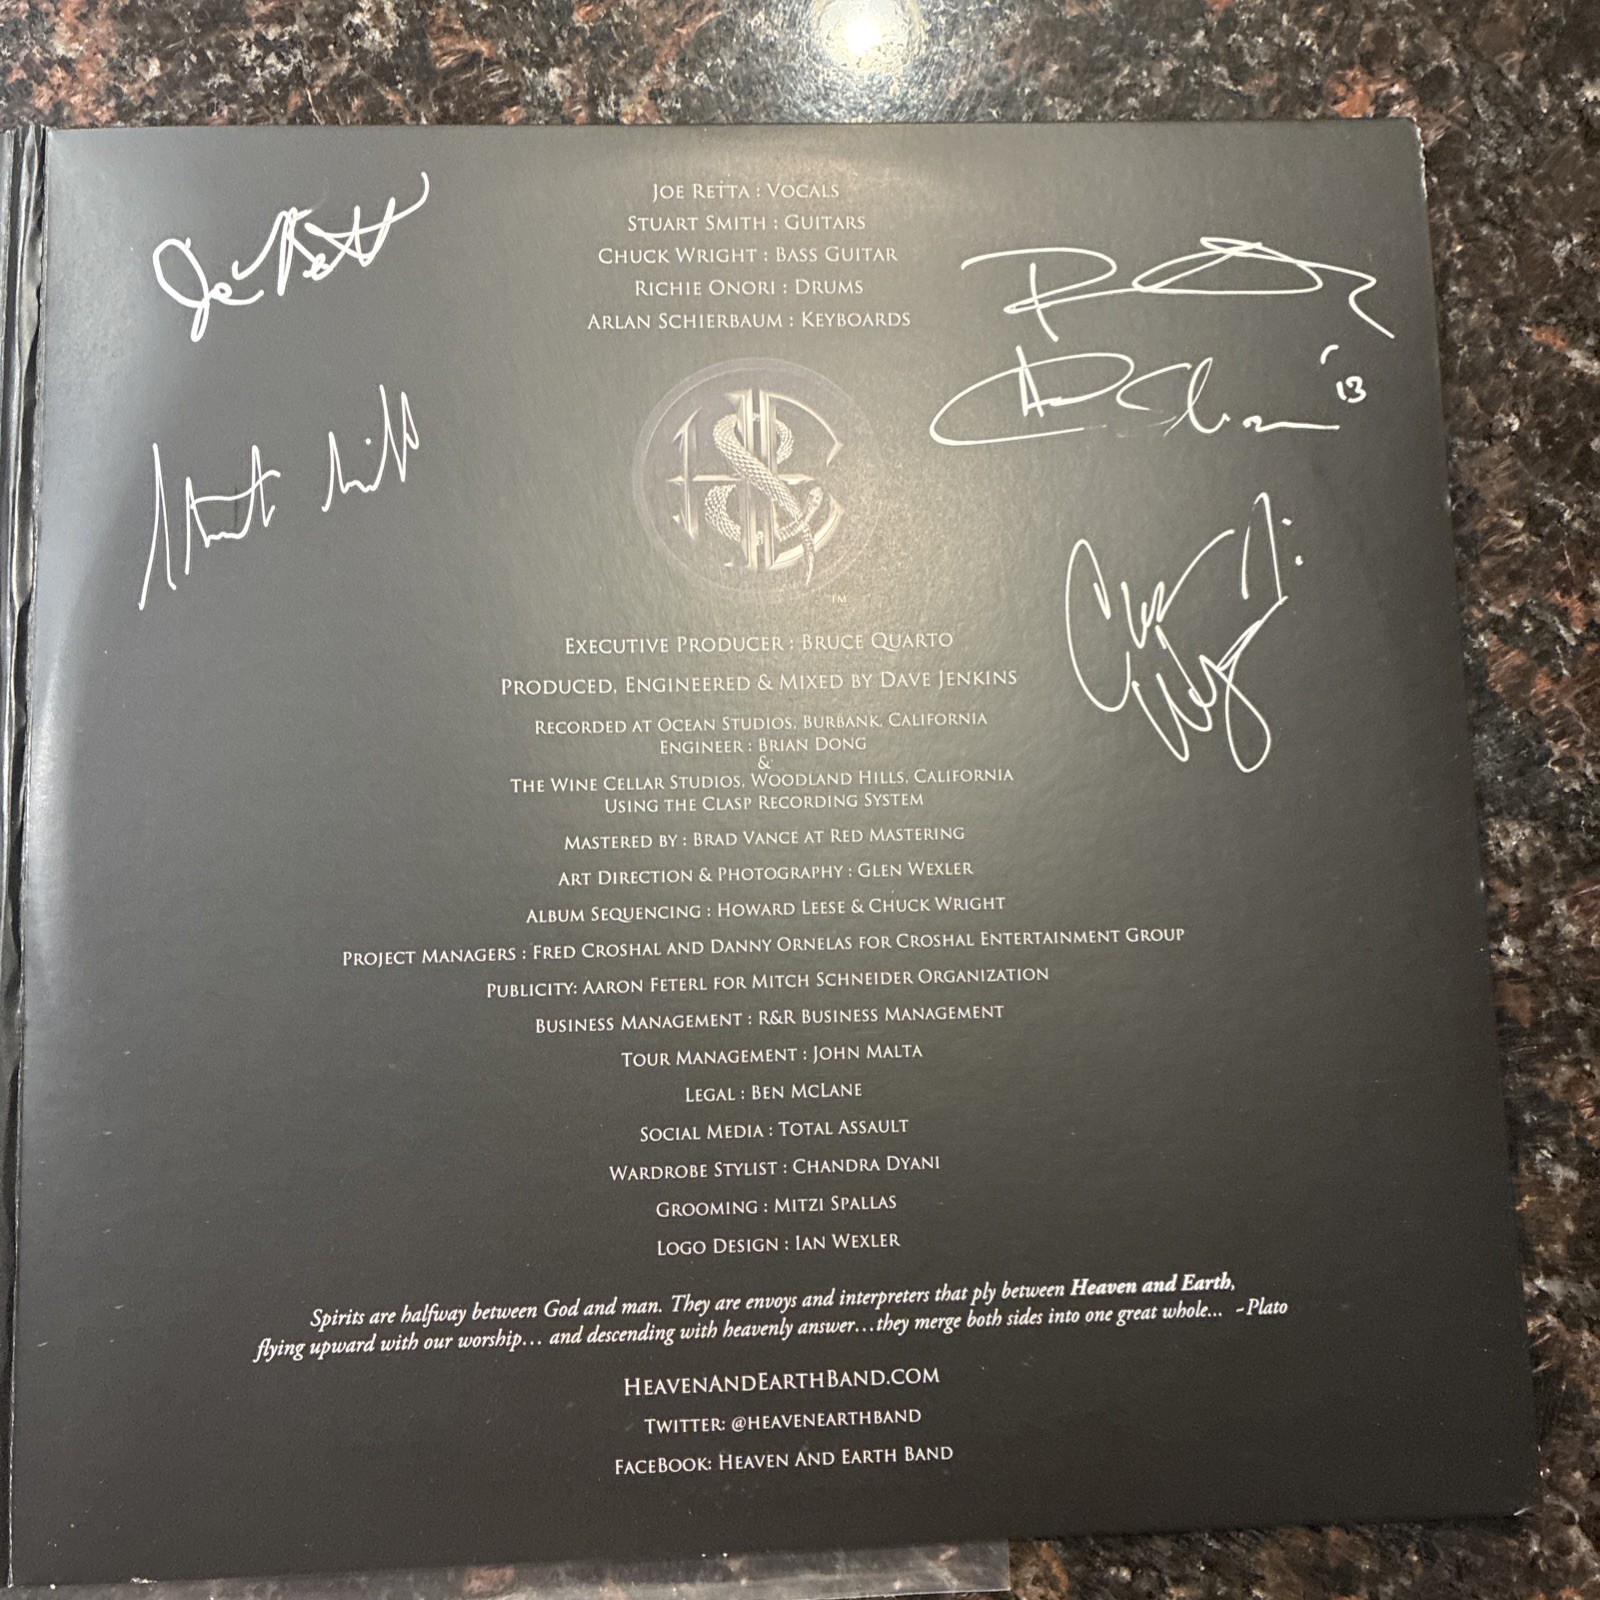 JOE RETTA : VOCALS
STUART SMITH : GUITARS
CHUCK WRIGHT : BASS GUITAR
RICHIE ONORI : DRUMS
ARLAN SCHIERBAUM : KEYBOARDS
Joe Retta
Stuart Smith
'13
H&E
TM
EXECUTIVE PRODUCER : BRUCE QUARTO
PRODUCED, ENGINEERED & MIXED BY DAVE JENKINS
RECORDED AT OCEAN STUDIOS, BURBANK, CALIFORNIA
ENGINEER : BRIAN DONG
&
THE WINE CELLAR STUDIOS, WOODLAND HILLS, CALIFORNIA
USING THE CLASP RECORDING SYSTEM
MASTERED BY : BRAD VANCE AT RED MASTERING
ART DIRECTION & PHOTOGRAPHY : GLEN WEXLER
ALBUM SEQUENCING : HOWARD LEESE & CHUCK WRIGHT
PROJECT MANAGERS : FRED CROSHAL AND DANNY ORNELAS FOR CROSHAL ENTERTAINMENT GROUP
PUBLICITY: AARON FETERL FOR MITCH SCHNEIDER ORGANIZATION
BUSINESS MANAGEMENT : R&R BUSINESS MANAGEMENT
TOUR MANAGEMENT : JOHN MALTA
LEGAL : BEN MCLANE
SOCIAL MEDIA : TOTAL ASSAULT
WARDROBE STYLIST : CHANDRA DYANI
GROOMING : MITZI SPALLAS
LOGO DESIGN : IAN WEXLER
Spirits are halfway between God and man. They are envoys and interpreters that ply between Heaven and Earth,
flying upward with our worship... and descending with heavenly answer...they merge both sides into one great whole... ~Plato
HEAVENANDEARTHBAND.COM
TWITTER: @HEAVENEARTHBAND
FACEBOOK: HEAVEN AND EARTH BAND